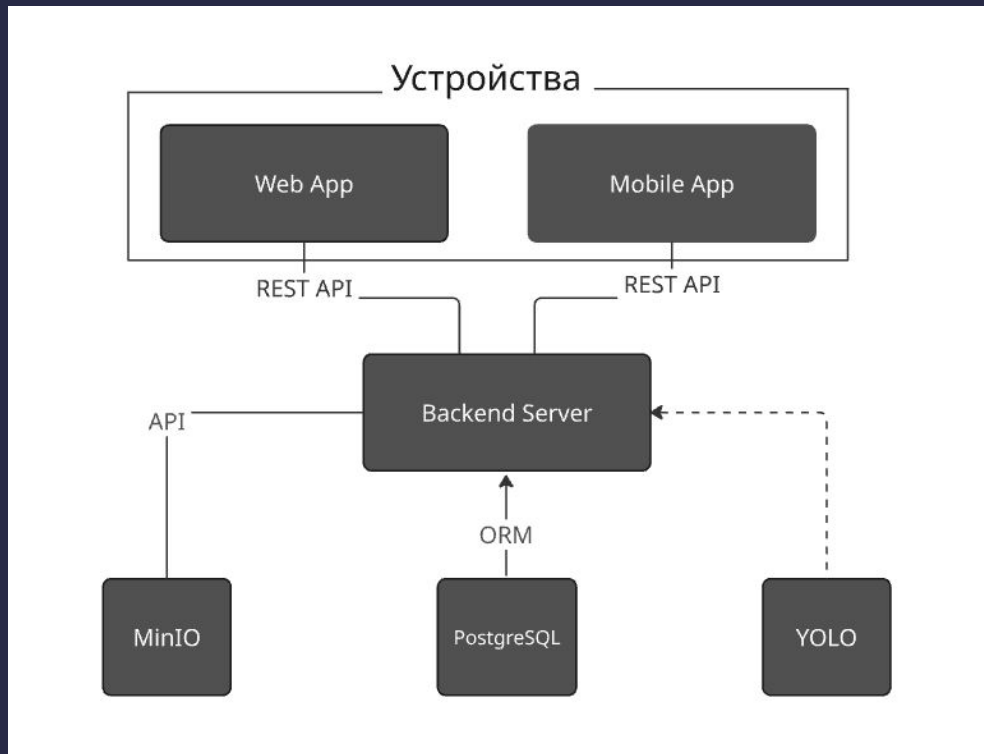 Устройства
Web App
Mobile App
REST API
REST API
Backend Server
API
ORM
MinIO
PostgreSQL
YOLO